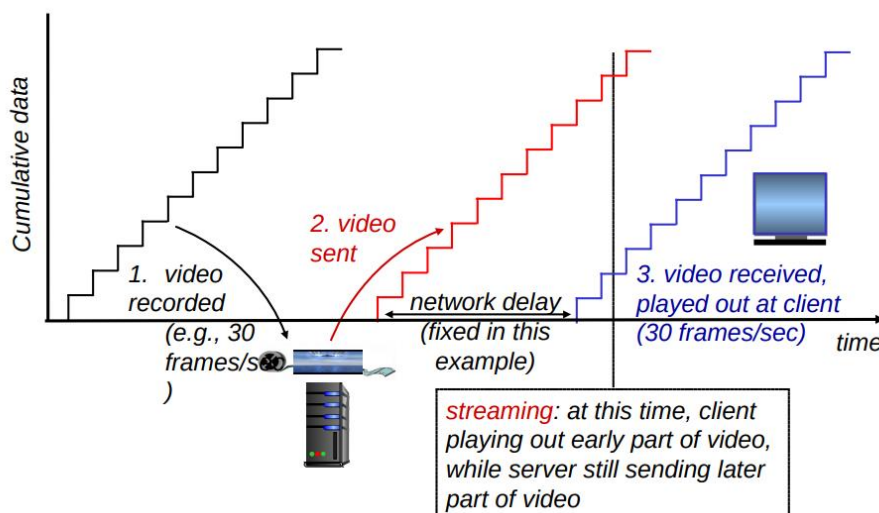 Cumulative data
1. video
recorded
(e.g., 30
frames/s
)
2. video
sent
network delay
(fixed in this
example)
3. video received,
played out at client
(30 frames/sec)
time
streaming: at this time, client
playing out early part of video,
while server still sending later
part of video